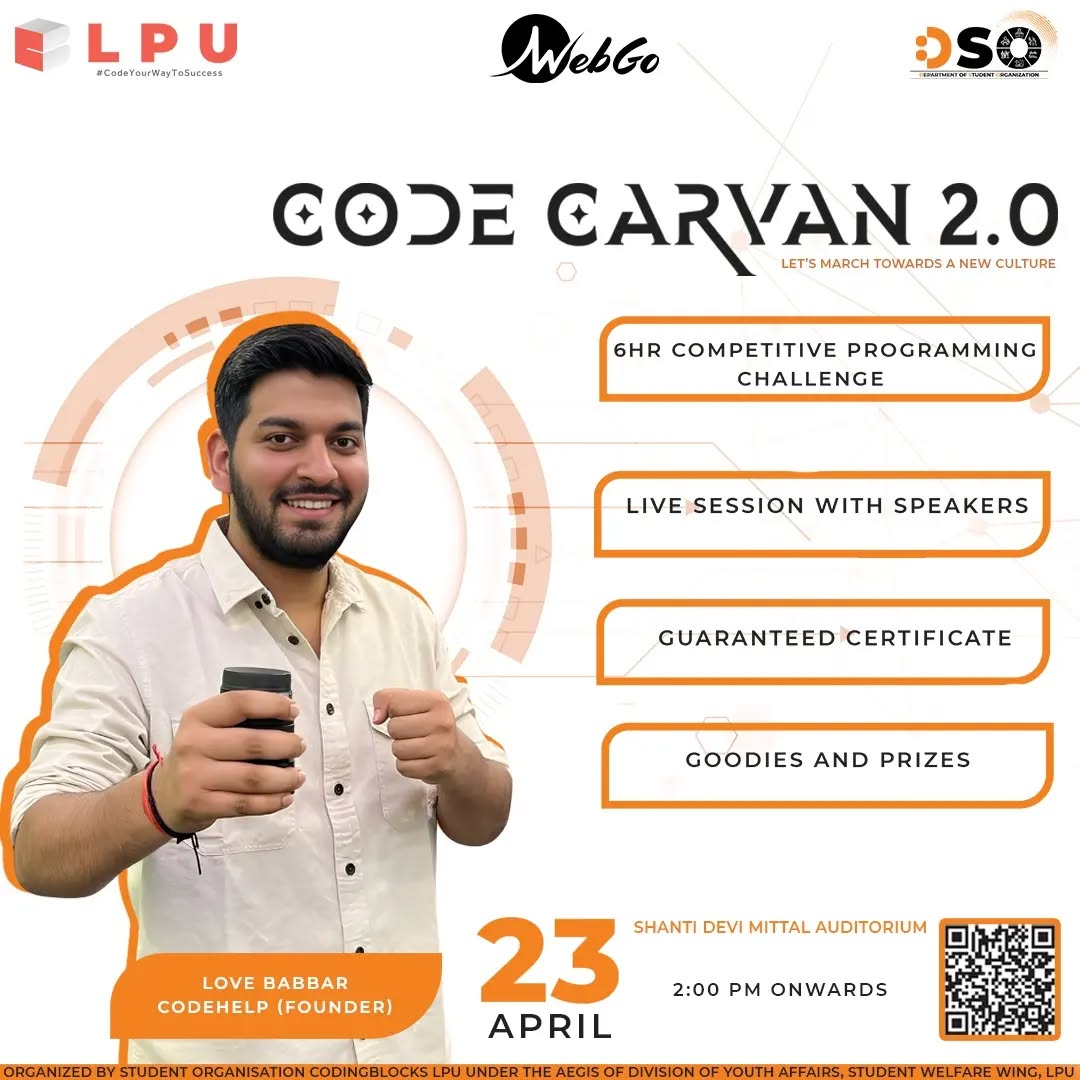 LPU
#CodeYourWayToSuccess
WebGo
DSO
DEPARTMENT OF STUDENT ORGANIZATION
CODE CARVAN 2.0
LET'S MARCH TOWARDS A NEW CULTURE
6HR COMPETITIVE PROGRAMMING
CHALLENGE
LIVE SESSION WITH SPEAKERS
GUARANTEED CERTIFICATE
GOODIES AND PRIZES
LOVE BABBAR
CODEHELP (FOUNDER)
23
APRIL
SHANTI DEVI MITTAL AUDITORIUM
2:00 PM ONWARDS
ORGANIZED BY STUDENT ORGANISATION CODINGBLOCKS LPU UNDER THE AEGIS OF DIVISION OF YOUTH AFFAIRS, STUDENT WELFARE WING, LPU